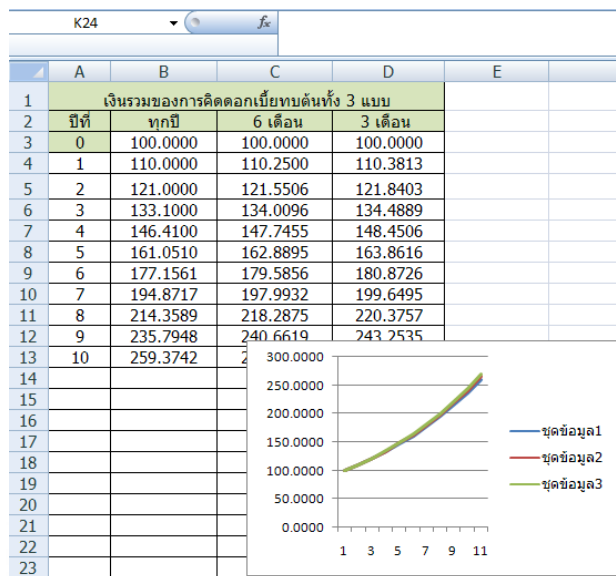 K24 fx
A B C D E
1 เงินรวมของการคิดดอกเบี้ยทบต้นทั้ง 3 แบบ
2 ปีที่ ทุกปี 6 เดือน 3 เดือน
3 0 100.0000 100.0000 100.0000
4 1 110.0000 110.2500 110.3813
5 2 121.0000 121.5506 121.8403
6 3 133.1000 134.0096 134.4889
7 4 146.4100 147.7455 148.4506
8 5 161.0510 162.8895 163.8616
9 6 177.1561 179.5856 180.8726
10 7 194.8717 197.9932 199.6495
11 8 214.3589 218.2875 220.3757
12 9 235.7948 240.6619 243.2535
13 10 259.3742 2
14
15
16
17
18
19
20
21
22
23
300.0000
250.0000
200.0000
150.0000
100.0000
50.0000
0.0000
1 3 5 7 9 11
ชุดข้อมูล1
ชุดข้อมูล2
ชุดข้อมูล3